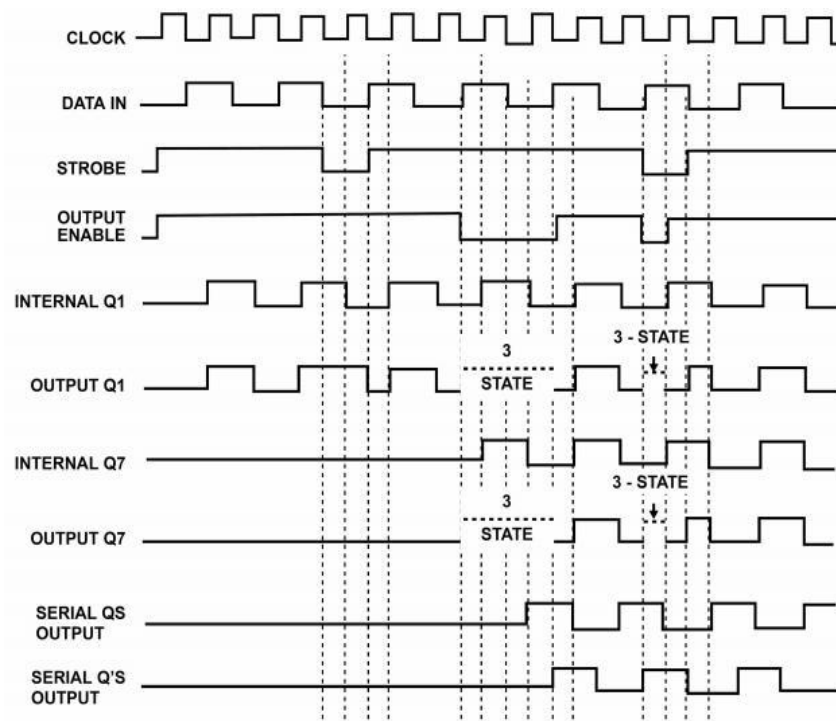 CLOCK
DATA IN
STROBE
OUTPUT
ENABLE
INTERNAL Q1
3
3 - STATE
OUTPUT Q1
STATE
INTERNAL Q7
3 - STATE
3
OUTPUT Q7
STATE
SERIAL QS
OUTPUT
SERIAL Q'S
OUTPUT